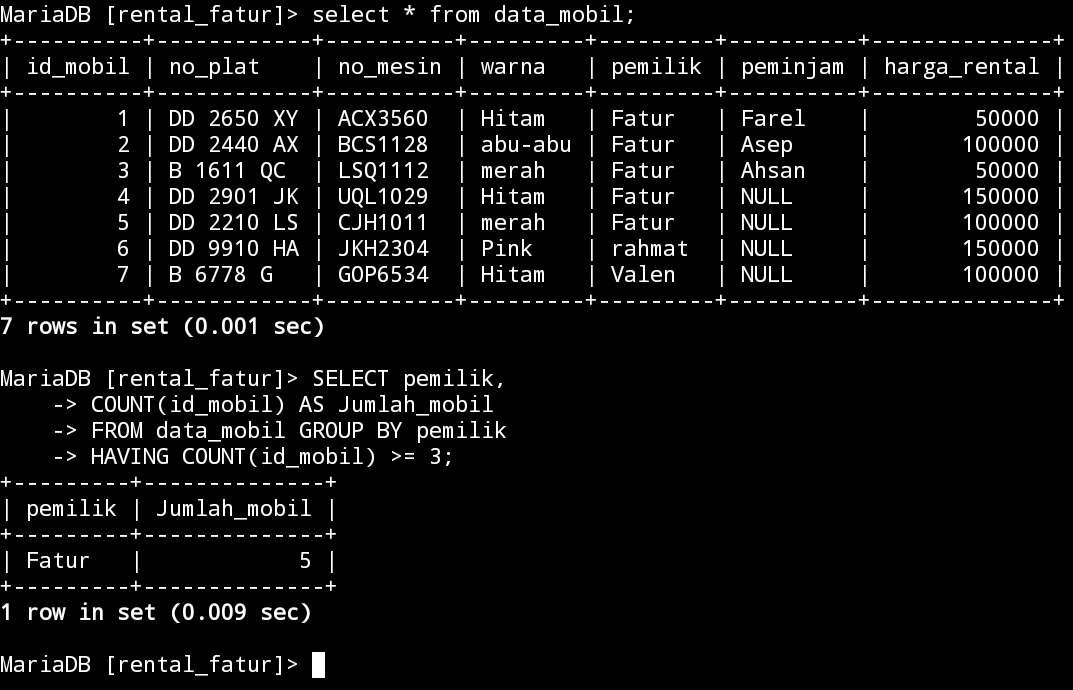 MariaDB [rental_fatur]> select * from data_mobil;
+----------+------------+----------+---------+---------+----------+--------------+
| id_mobil | no_plat    | no_mesin | warna   | pemilik | peminjam | harga_rental |
+----------+------------+----------+---------+---------+----------+--------------+
|        1 | DD 2650 XY | ACX3560  | Hitam   | Fatur   | Farel    |        50000 |
|        2 | DD 2440 AX | BCS1128  | abu-abu | Fatur   | Asep     |       100000 |
|        3 | B 1611 QC  | LSQ1112  | merah   | Fatur   | Ahsan    |        50000 |
|        4 | DD 2901 JK | UQL1029  | Hitam   | Fatur   | NULL     |       150000 |
|        5 | DD 2210 LS | CJH1011  | merah   | Fatur   | NULL     |       100000 |
|        6 | DD 9910 HA | JKH2304  | Pink    | rahmat  | NULL     |       150000 |
|        7 | B 6778 G   | GOP6534  | Hitam   | Valen   | NULL     |       100000 |
+----------+------------+----------+---------+---------+----------+--------------+
7 rows in set (0.001 sec)

MariaDB [rental_fatur]> SELECT pemilik,
    -> COUNT(id_mobil) AS Jumlah_mobil
    -> FROM data_mobil GROUP BY pemilik
    -> HAVING COUNT(id_mobil) >= 3;
+---------+--------------+
| pemilik | Jumlah_mobil |
+---------+--------------+
| Fatur   |            5 |
+---------+--------------+
1 row in set (0.009 sec)

MariaDB [rental_fatur]>